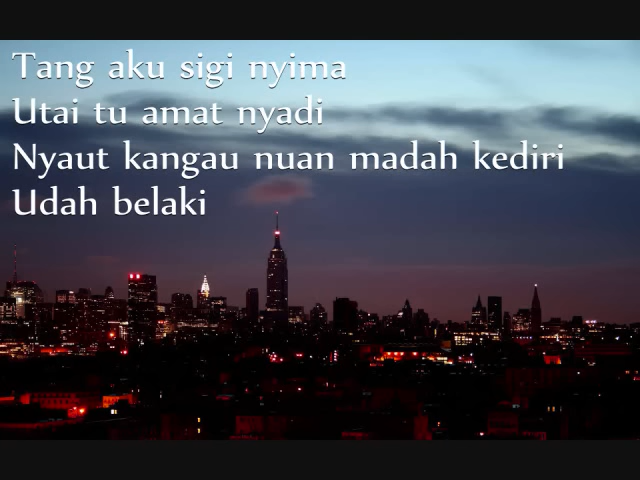 Tang aku sigi nyima
Utai tu amat nyadi
Nyaut kangau nuan madah kediri
Udah belaki